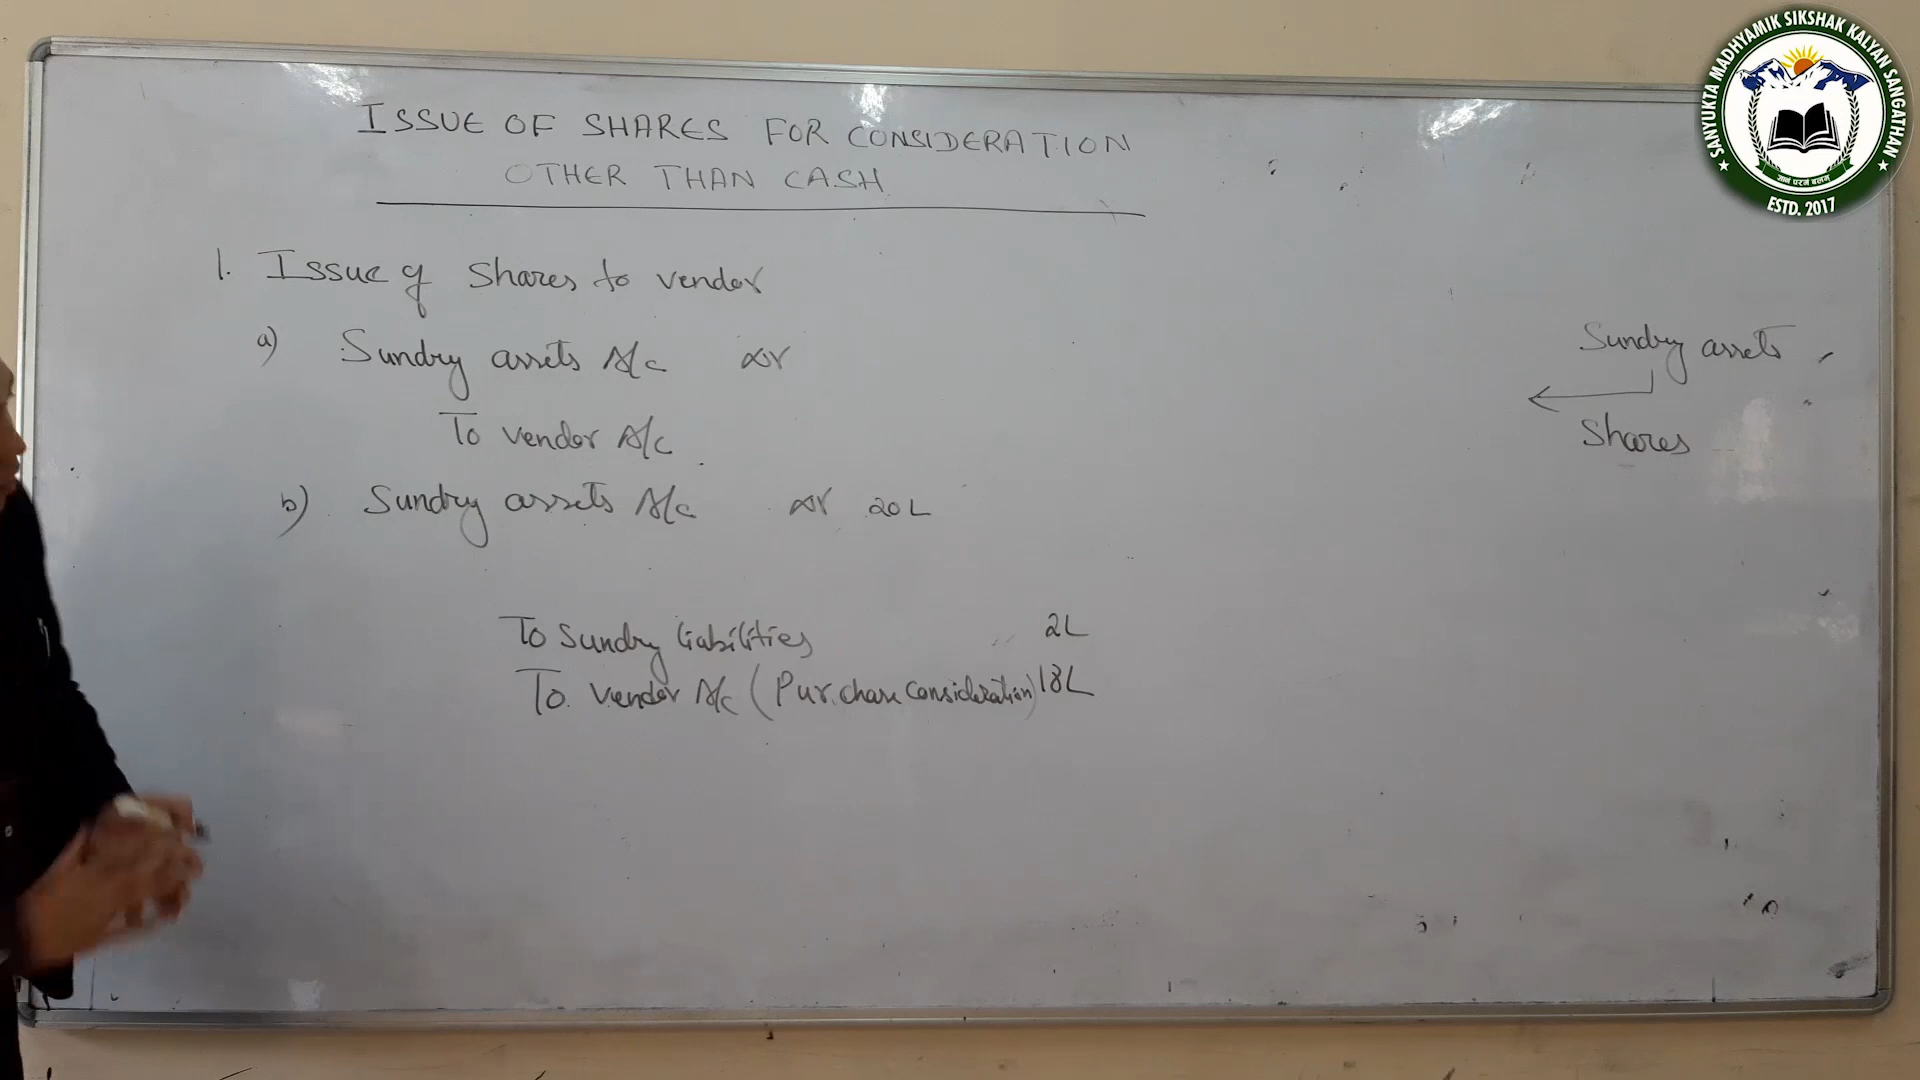 ISSUE OF SHARES FOR CONSIDERATION
OTHER THAN CASH
1. Issue of Shares to vendor
a) Sundry assets A/c Dr
To vendor A/c
b) Sundry assets A/c Dr 20L
To Sundry liabilities 2L
To vendor A/c (Purchase Consideration) 18L
Sundry assets
Shares
SANYUKTA MADHYAMIK SIKSHAK KALYAN SANGATHAN
ESTD. 2017